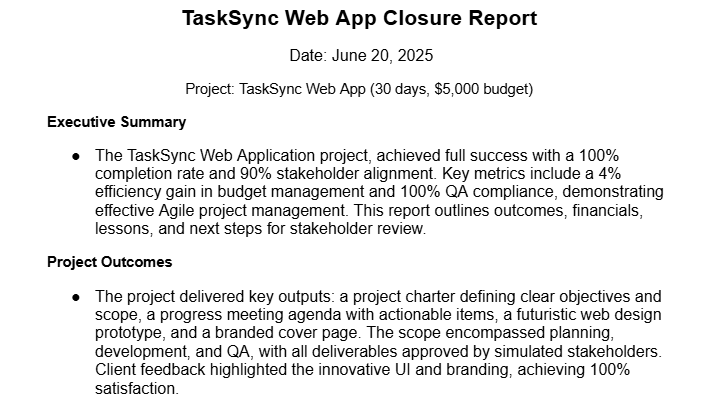 TaskSync Web App Closure Report
Date: June 20, 2025
Project: TaskSync Web App (30 days, $5,000 budget)
Executive Summary
● The TaskSync Web Application project, achieved full success with a 100%
completion rate and 90% stakeholder alignment. Key metrics include a 4%
efficiency gain in budget management and 100% QA compliance, demonstrating
effective Agile project management. This report outlines outcomes, financials,
lessons, and next steps for stakeholder review.
Project Outcomes
● The project delivered key outputs: a project charter defining clear objectives and
scope, a progress meeting agenda with actionable items, a futuristic web design
prototype, and a branded cover page. The scope encompassed planning,
development, and QA, with all deliverables approved by simulated stakeholders.
Client feedback highlighted the innovative UI and branding, achieving 100%
satisfaction.